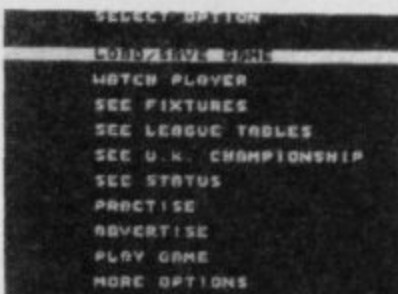 SELECT OPTION
LOAD/SAVE GAME
WATCH PLAYER
SEE FIXTURES
SEE LEAGUE TABLES
SEE U.K. CHAMPIONSHIP
SEE STATUS
PRACTISE
ADVERTISE
PLAY GAME
MORE OPTIONS